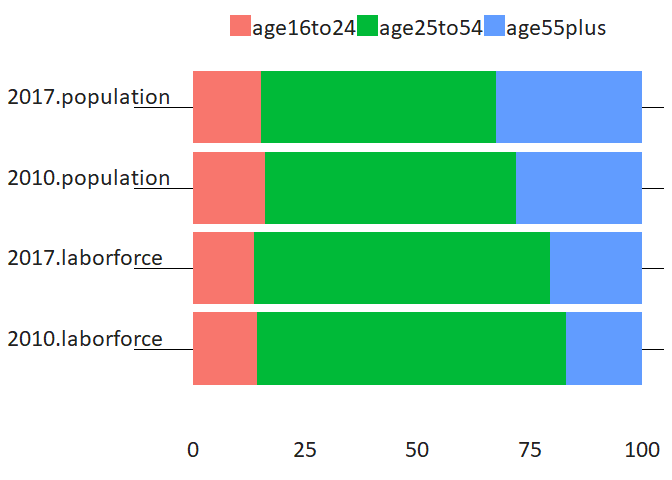 age16to24 age25to54 age55plus
2017.population
2010.population
2017.laborforce
2010.laborforce
0 25 50 75 100